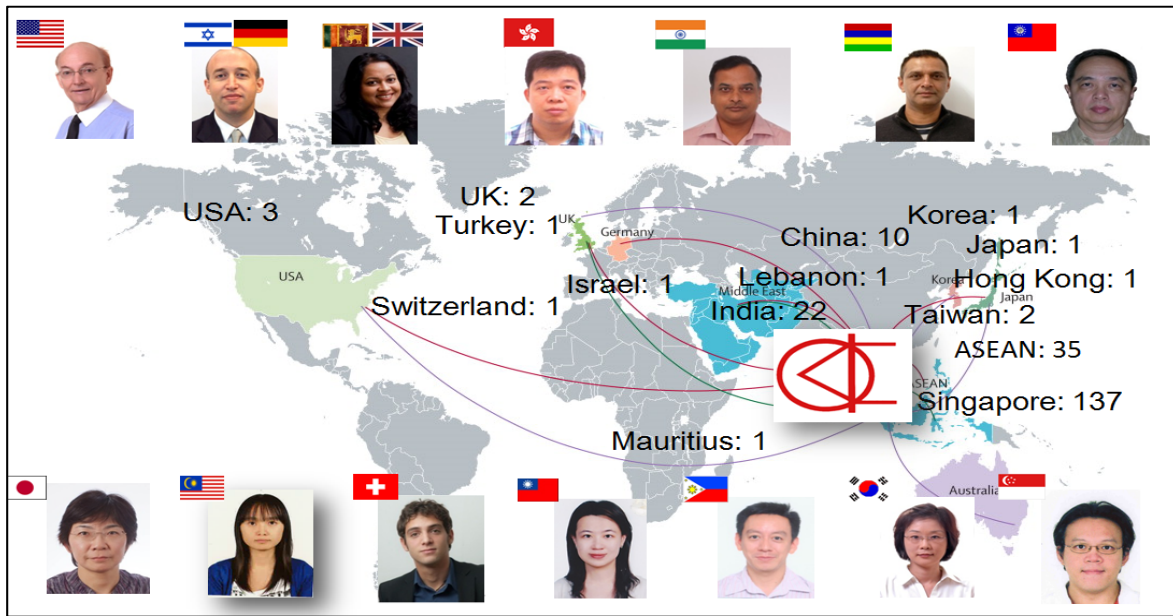 USA: 3
UK: 2
Turkey: 1
UK
Germany
China: 10
Korea: 1
Japan: 1
USA
Israel: 1
Lebanon: 1
Middle East
Hong Kong: 1
Korea
Japan
Switzerland: 1
India: 22
Taiwan: 2
ASEAN: 35
ASEAN
Singapore: 137
Mauritius: 1
Australia